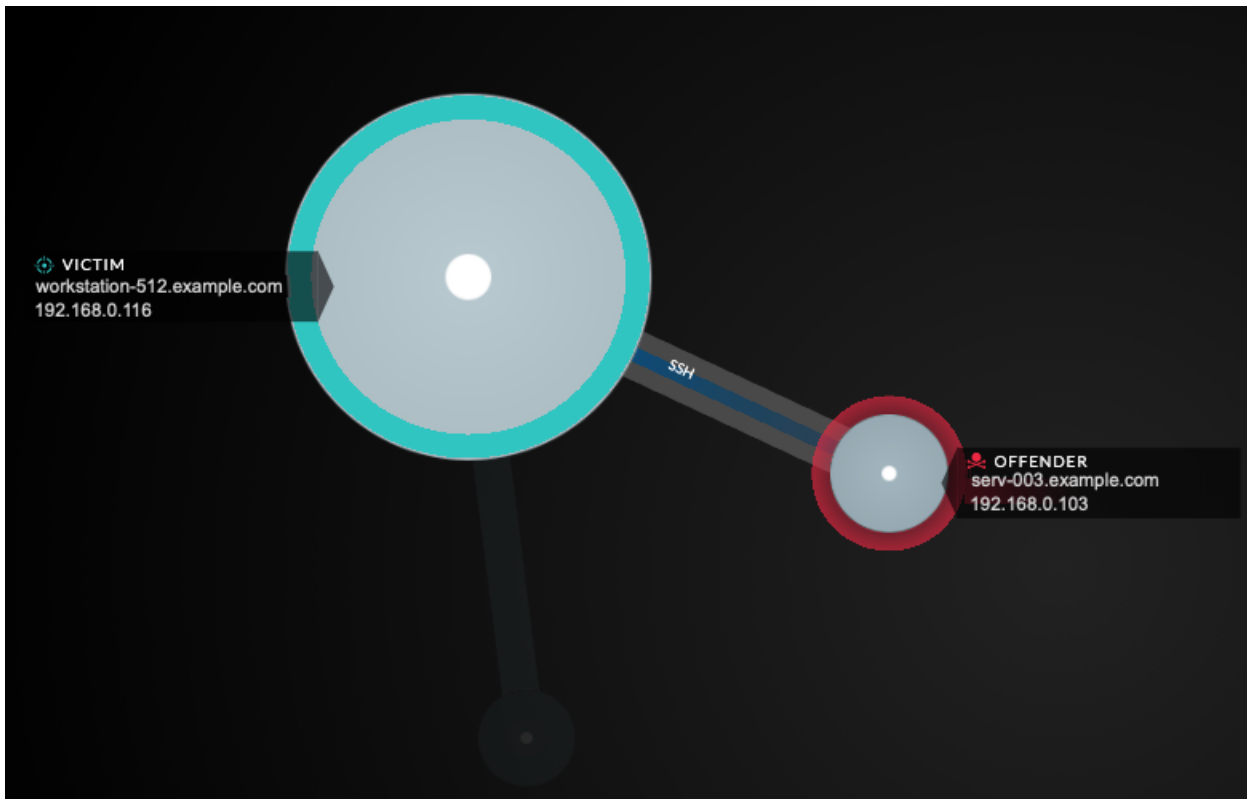 VICTIM
workstation-512.example.com
192.168.0.116
SSH
OFFENDER
serv-003.example.com
192.168.0.103